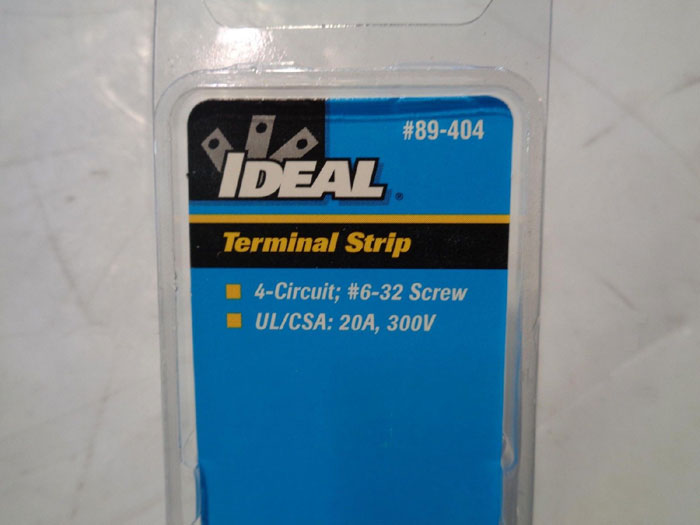 #89-404
IDEAL®
Terminal Strip
4-Circuit; #6-32 Screw
UL/CSA: 20A, 300V